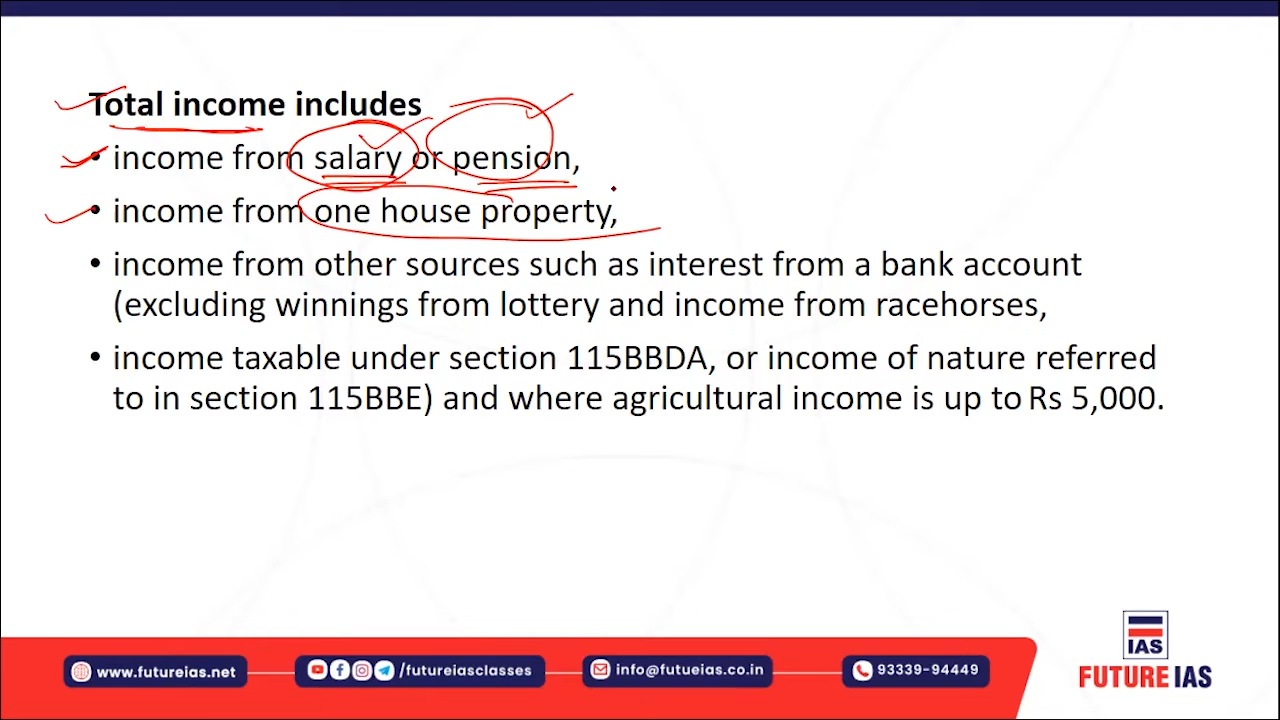 Total income includes
• income from salary or pension,
• income from one house property,
• income from other sources such as interest from a bank account
(excluding winnings from lottery and income from racehorses,
• income taxable under section 115BBDA, or income of nature referred
to in section 115BBE) and where agricultural income is up to Rs 5,000.
IAS
FUTURE IAS
www.futureias.net
/futureiasclasses
info@futueias.co.in
93339-94449